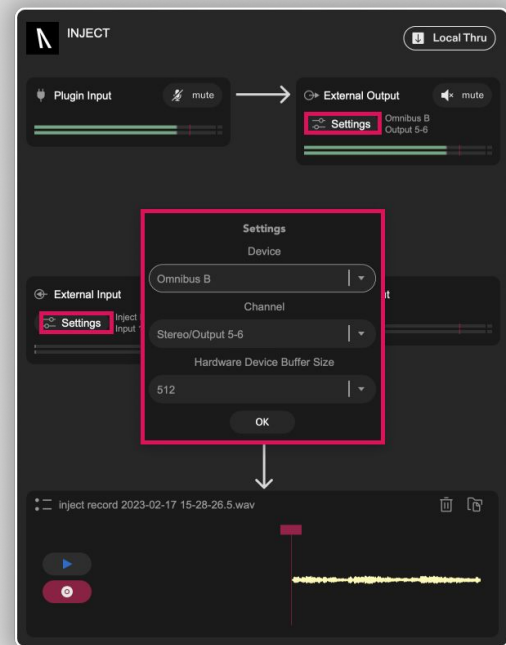 INJECT
Local Thru
Plugin Input
mute
External Output
mute
Settings
Omnibus B
Output 5-6
Settings
Device
Omnibus B
Channel
Stereo/Output 5-6
Hardware Device Buffer Size
512
OK
External Input
Settings
Inject
Input
inject record 2023-02-17 15-28-26.5.wav